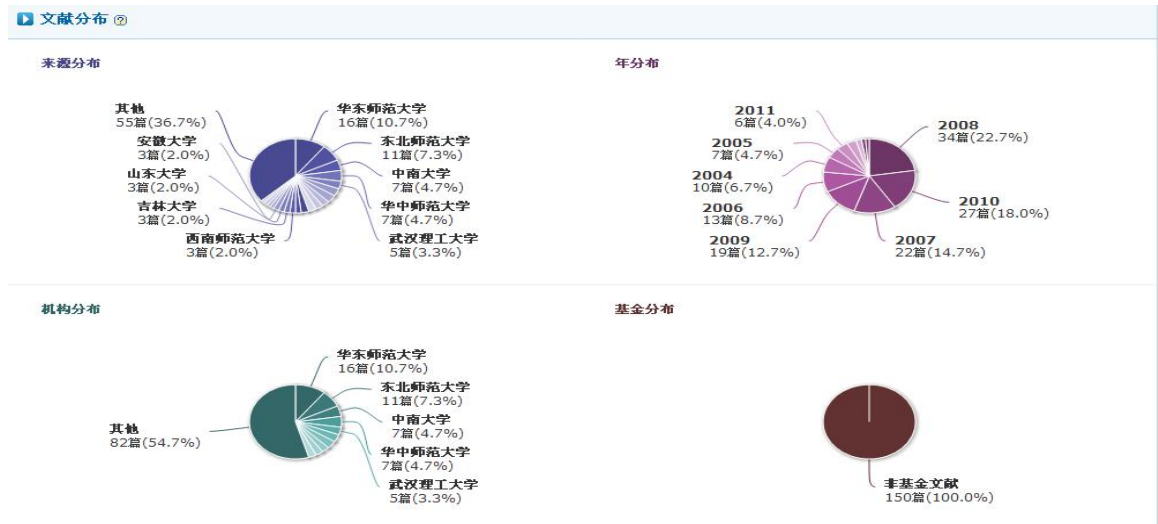 文献分布
来源分布
其他
55篇(36.7%)
安徽大学
3篇(2.0%)
山东大学
3篇(2.0%)
吉林大学
3篇(2.0%)
西南师范大学
3篇(2.0%)
华东师范大学
16篇(10.7%)
东北师范大学
11篇(7.3%)
中南大学
7篇(4.7%)
华中师范大学
7篇(4.7%)
武汉理工大学
5篇(3.3%)
年分布
2011
6篇(4.0%)
2005
7篇(4.7%)
2004
10篇(6.7%)
2006
13篇(8.7%)
2009
19篇(12.7%)
2008
34篇(22.7%)
2010
27篇(18.0%)
2007
22篇(14.7%)
机构分布
其他
82篇(54.7%)
华东师范大学
16篇(10.7%)
东北师范大学
11篇(7.3%)
中南大学
7篇(4.7%)
华中师范大学
7篇(4.7%)
武汉理工大学
5篇(3.3%)
基金分布
非基金文献
150篇(100.0%)